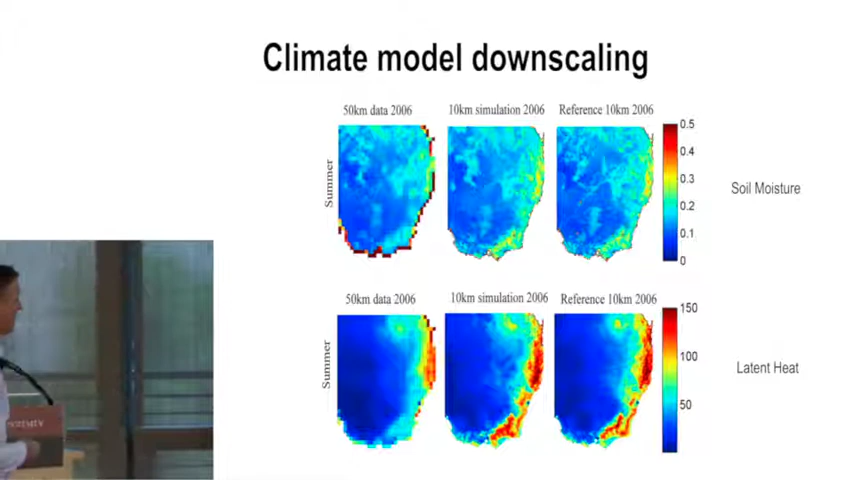 Climate model downscaling
50km data 2006
10km simulation 2006
Reference 10km 2006
Summer
0.5
0.4
0.3
0.2
0.1
0
Soil Moisture
50km data 2006
10km simulation 2006
Reference 10km 2006
Summer
150
100
50
Latent Heat